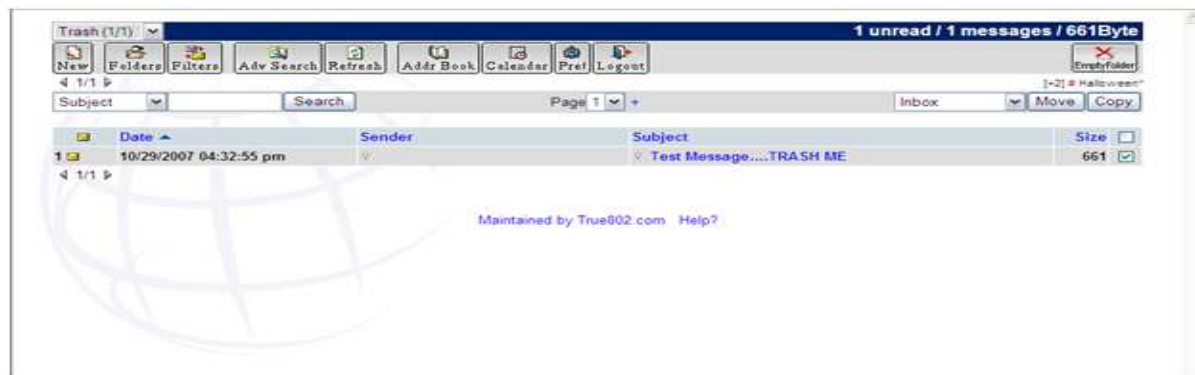 Trash (1/1) 1 unread / 1 messages / 661Byte
New Folders Filters Adv Search Refresh Addr Book Calendar Pref Logout EmptyFolder
1/1 [-2] # Halloween*
Subject Search Page 1 + Inbox Move Copy
Date Sender Subject Size
1 10/29/2007 04:32:55 pm Test Message....TRASH ME 661
1/1
Maintained by True802.com Help?